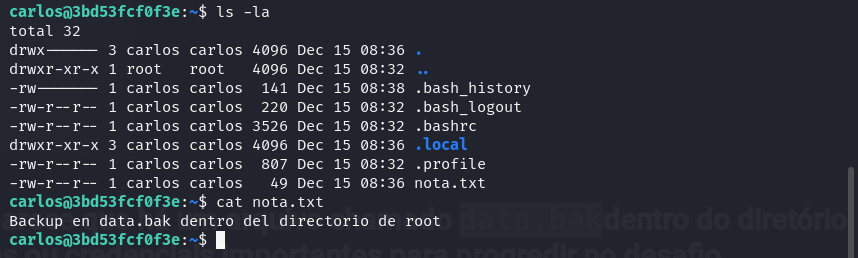 carlos@3bd53fcf0f3e:~$ ls -la
total 32
drwx------ 3 carlos carlos 4096 Dec 15 08:36 .
drwxr-xr-x 1 root   root   4096 Dec 15 08:32 ..
-rw------- 1 carlos carlos  141 Dec 15 08:38 .bash_history
-rw-r--r-- 1 carlos carlos  220 Dec 15 08:32 .bash_logout
-rw-r--r-- 1 carlos carlos 3526 Dec 15 08:32 .bashrc
drwxr-xr-x 3 carlos carlos 4096 Dec 15 08:36 .local
-rw-r--r-- 1 carlos carlos  807 Dec 15 08:32 .profile
-rw-r--r-- 1 carlos carlos   49 Dec 15 08:36 nota.txt
carlos@3bd53fcf0f3e:~$ cat nota.txt
Backup en data.bak dentro del directorio de root
data.bak dentro do diretório
carlos@3bd53fcf0f3e:~$
ou credenciais importantes para progredir no desafio